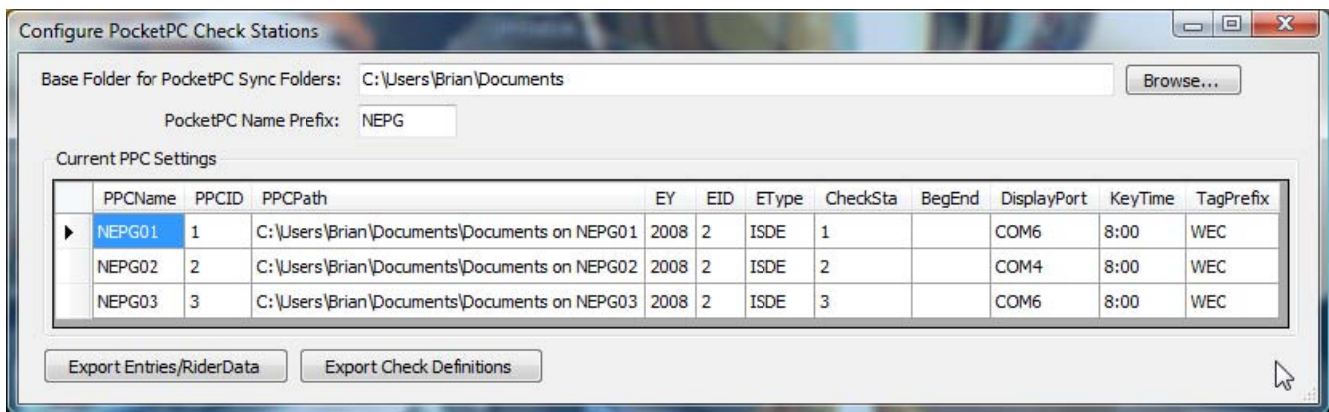 Configure PocketPC Check Stations
Base Folder for PocketPC Sync Folders: C:\Users\Brian\Documents Browse...
PocketPC Name Prefix: NEPG
Current PPC Settings
PPCName PPCID PPCPath EY EID EType CheckSta BegEnd DisplayPort KeyTime TagPrefix
NEPG01 1 C:\Users\Brian\Documents\Documents on NEPG01 2008 2 ISDE 1 COM6 8:00 WEC
NEPG02 2 C:\Users\Brian\Documents\Documents on NEPG02 2008 2 ISDE 2 COM4 8:00 WEC
NEPG03 3 C:\Users\Brian\Documents\Documents on NEPG03 2008 2 ISDE 3 COM6 8:00 WEC
Export Entries/RiderData Export Check Definitions